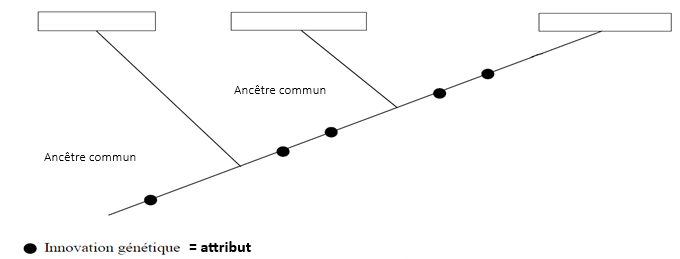 Ancêtre commun
Ancêtre commun
Innovation génétique = attribut